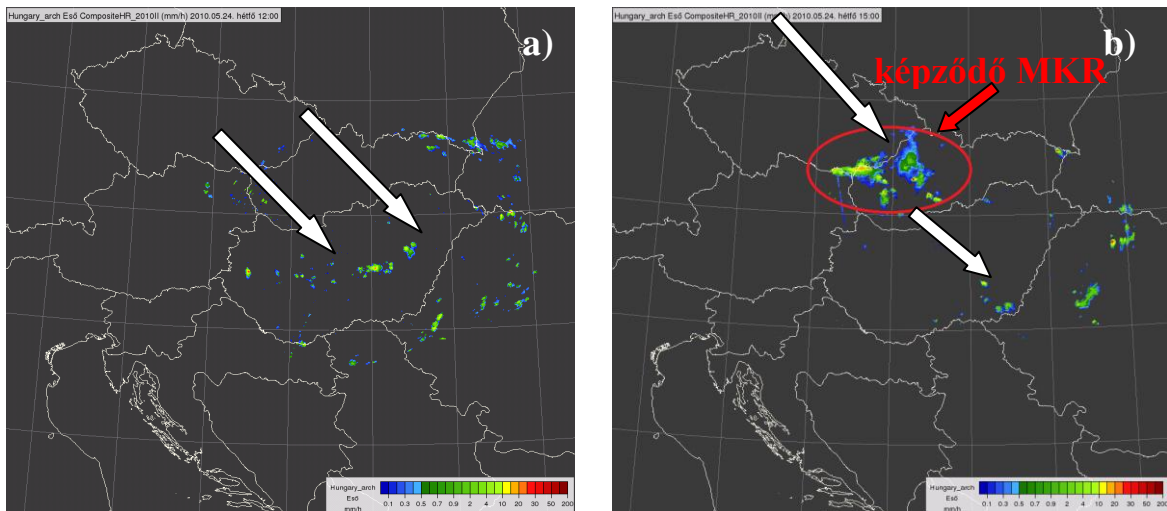 Hungary_arch Eső CompositeHR_2010II (mm/h) 2010.05.24. hétfő 12:00
a)
Hungary_arch
Eső
mm/h
0.1 0.3 0.5 0.7 0.9 2 4 10 20 30 50 200
Hungary_arch Eső CompositeHR_2010II (mm/h) 2010.05.24. hétfő 15:00
b)
képződő MKR
Hungary_arch
Eső
mm/h
0.1 0.3 0.5 0.7 0.9 2 4 10 20 30 50 200